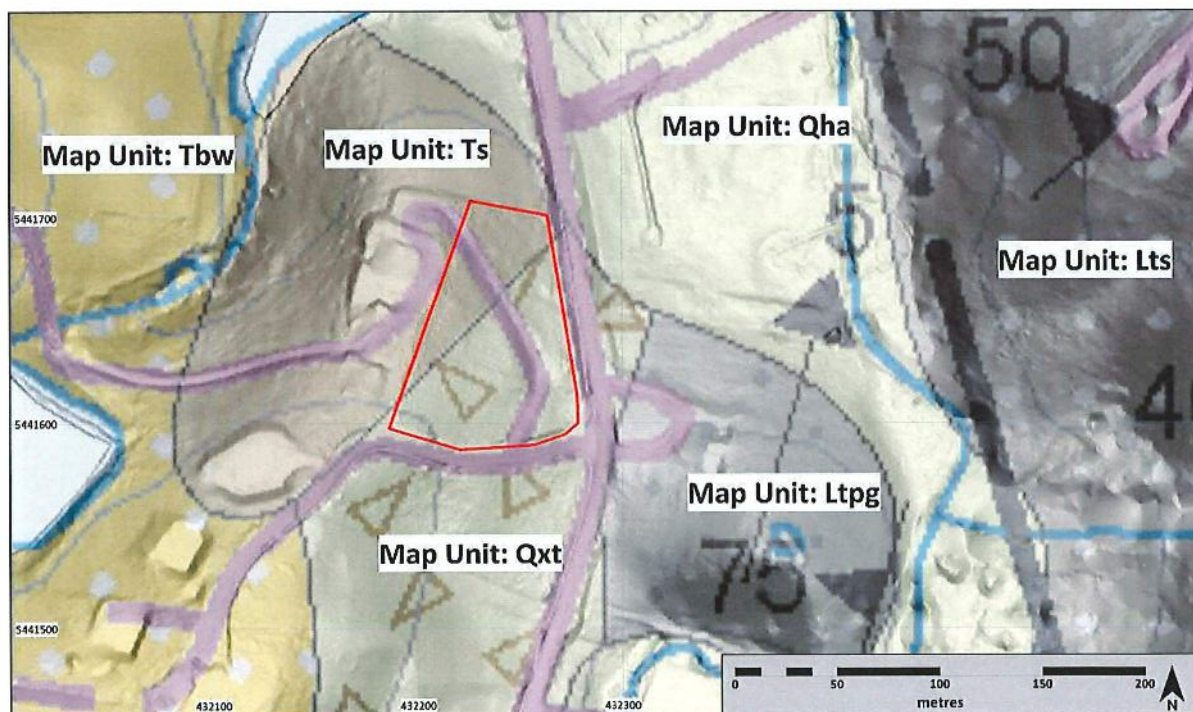 50
Map Unit: Tbw
Map Unit: Ts
Map Unit: Qha
5441700
5
Map Unit: Lts
4
5441600
Map Unit: Ltpg
Map Unit: Qxt
75
5441500
432100
432200
432300
0 50 100 150 200
metres
N